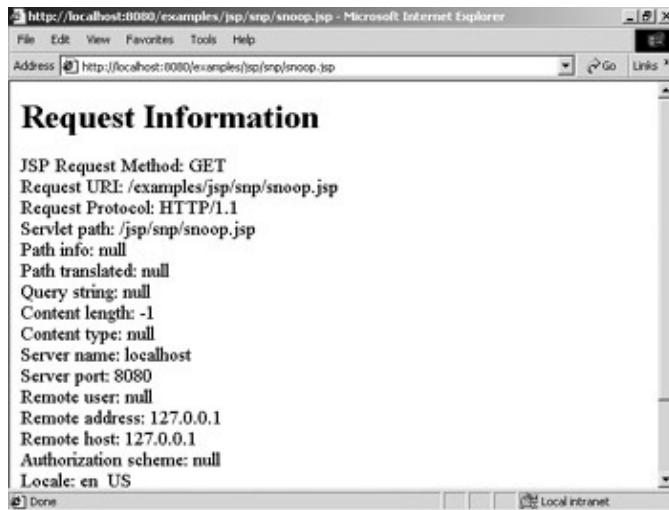 http://localhost:8080/examples/jsp/snp/snoop.jsp - Microsoft Internet Explorer
File Edit View Favorites Tools Help
Address http://localhost:8080/examples/jsp/snp/snoop.jsp Go Links
Request Information
JSP Request Method: GET
Request URI: /examples/jsp/snp/snoop.jsp
Request Protocol: HTTP/1.1
Servlet path: /jsp/snp/snoop.jsp
Path info: null
Path translated: null
Query string: null
Content length: -1
Content type: null
Server name: localhost
Server port: 8080
Remote user: null
Remote address: 127.0.0.1
Remote host: 127.0.0.1
Authorization scheme: null
Locale: en_US
Done Local intranet